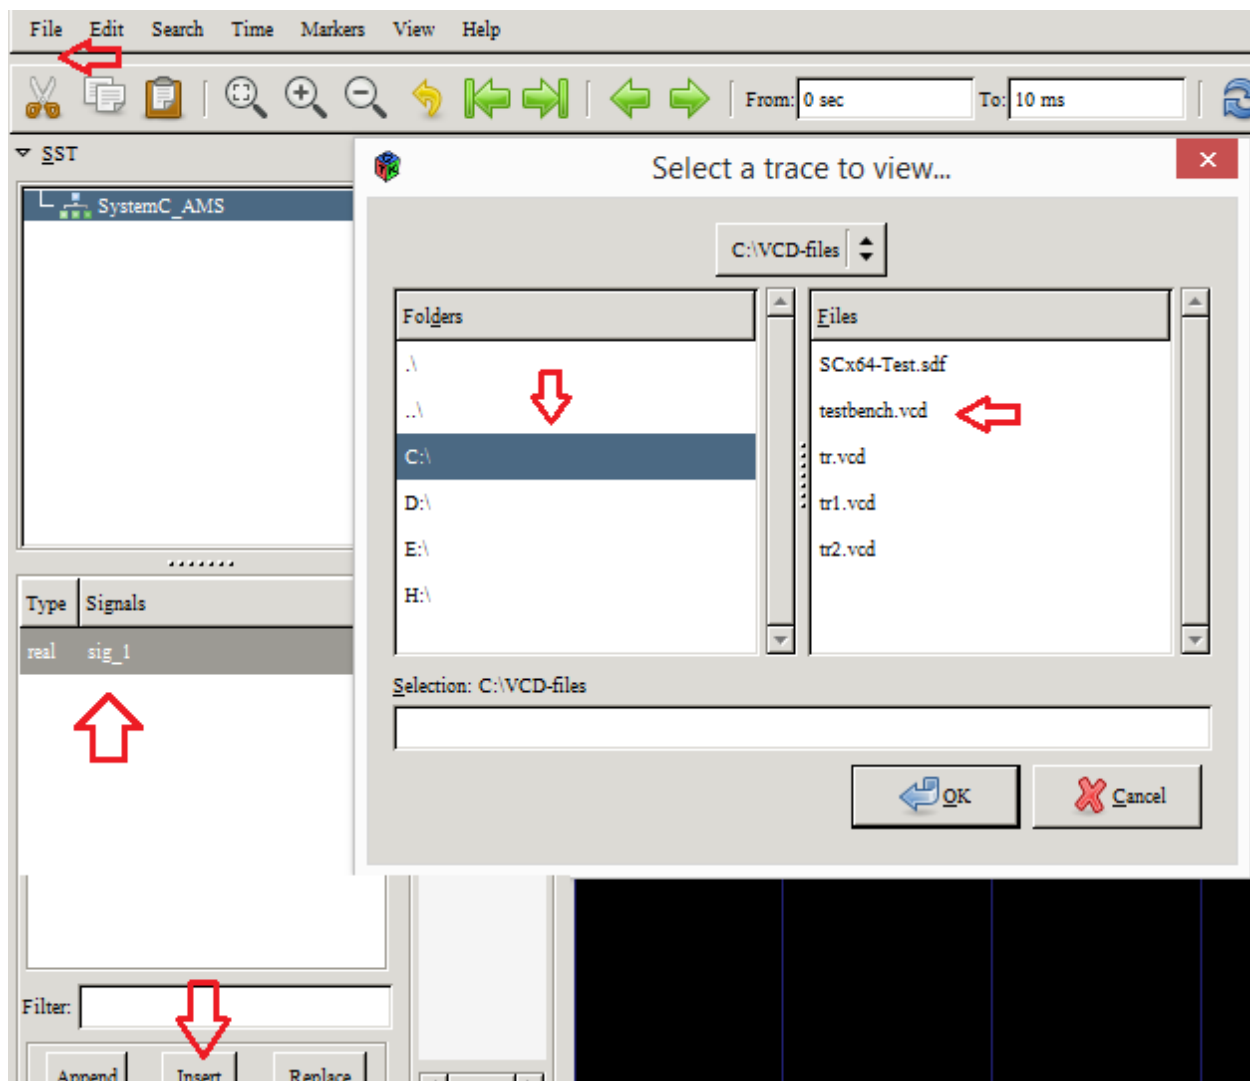 File Edit Search Time Markers View Help
From: 0 sec To: 10 ms
SST
SystemC_AMS
Select a trace to view...
C:\VCD-files
Folders
.\
..\
C:\
D:\
E:\
H:\
Files
SCx64-Test.sdf
testbench.vcd
tr.vcd
tr1.vcd
tr2.vcd
Selection: C:\VCD-files
OK Cancel
Type Signals
real sig_1
Filter:
Append Insert Replace